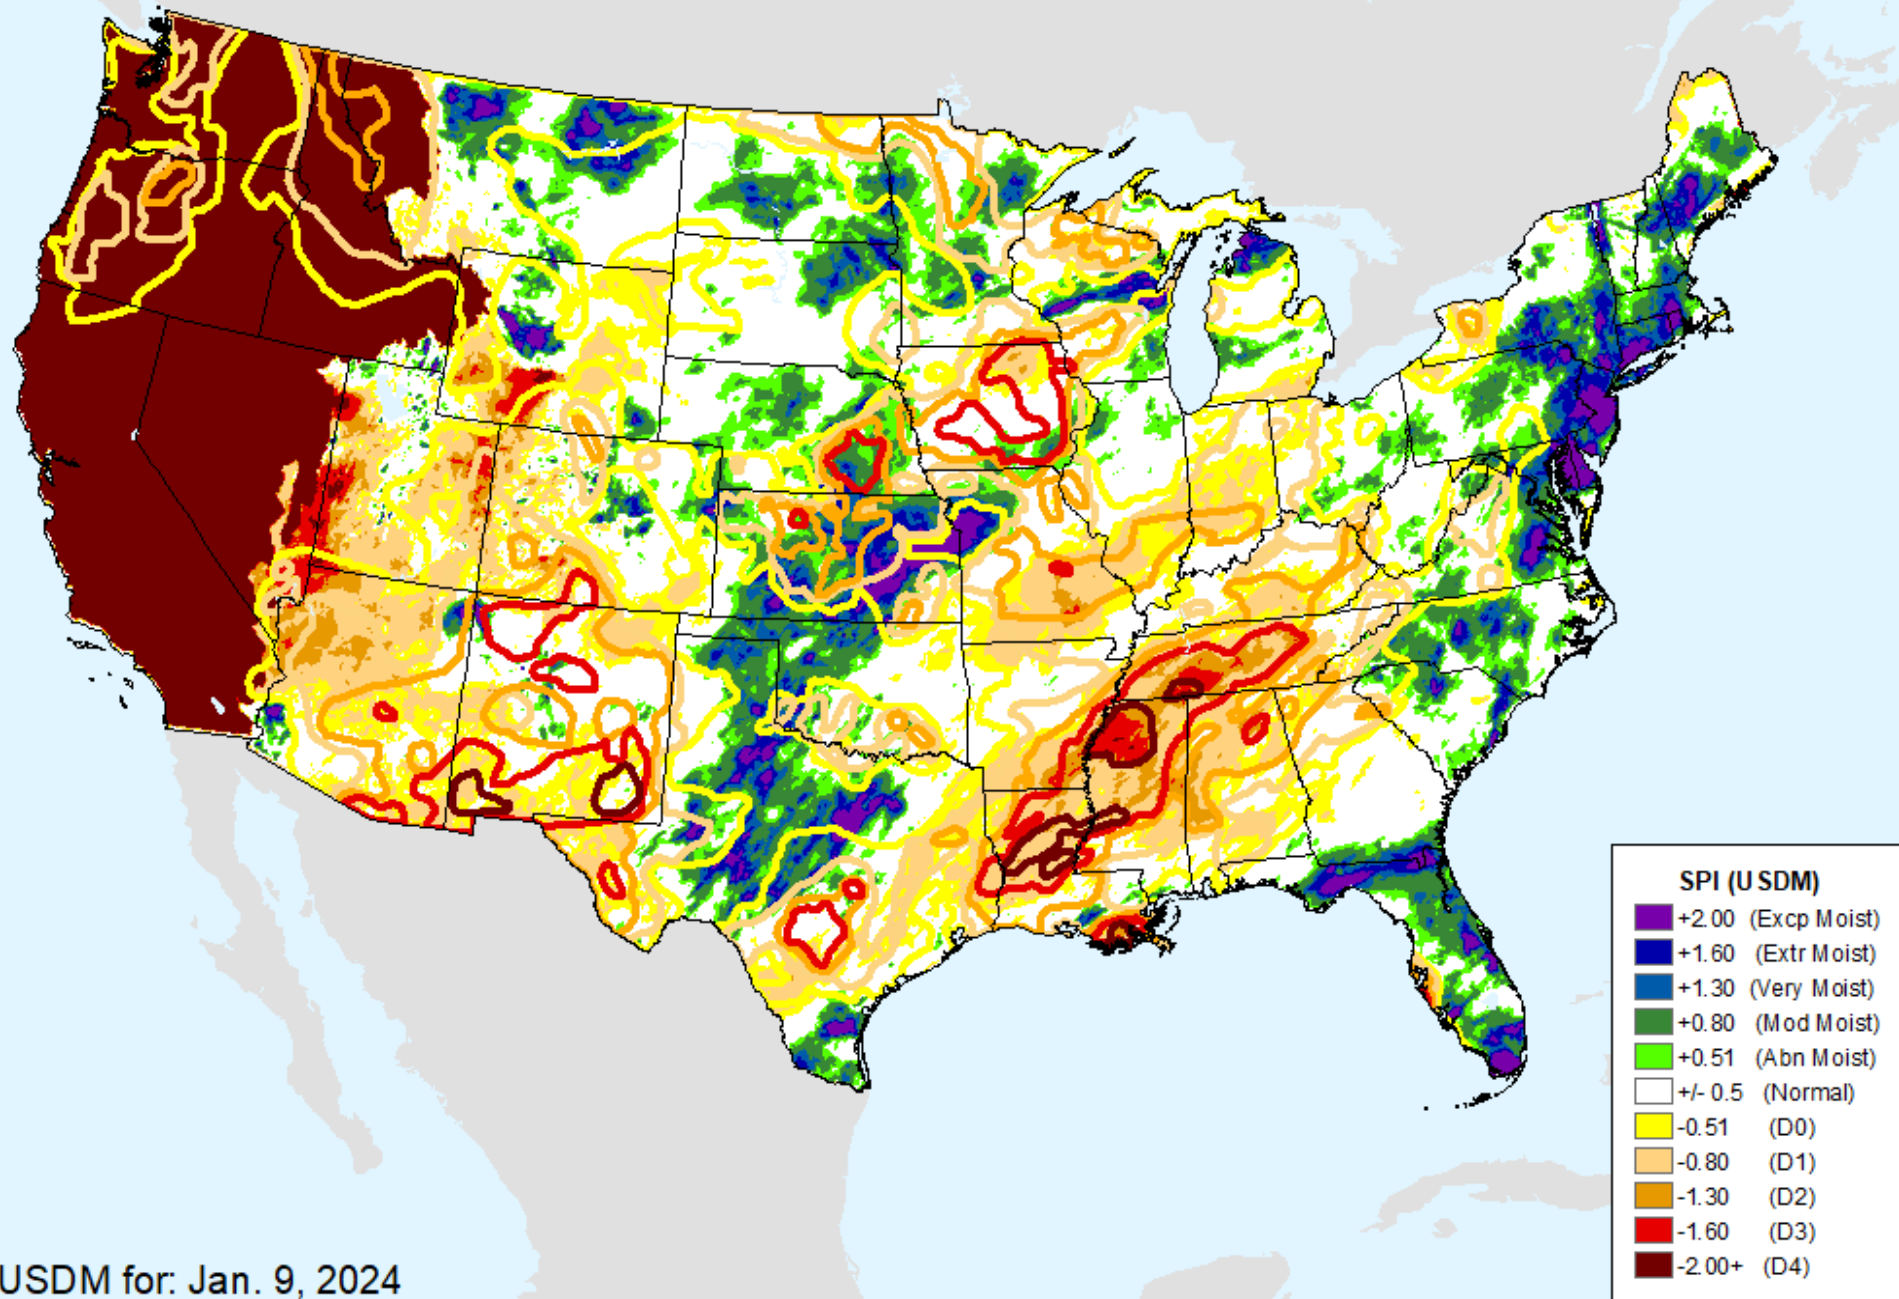 SPI (USDM)
+2.00 (Excp Moist)
+1.60 (Extr Moist)
+1.30 (Very Moist)
+0.80 (Mod Moist)
+0.51 (Abn Moist)
+/- 0.5 (Normal)
-0.51 (D0)
-0.80 (D1)
-1.30 (D2)
-1.60 (D3)
-2.00+ (D4)
USDM for: Jan. 9, 2024